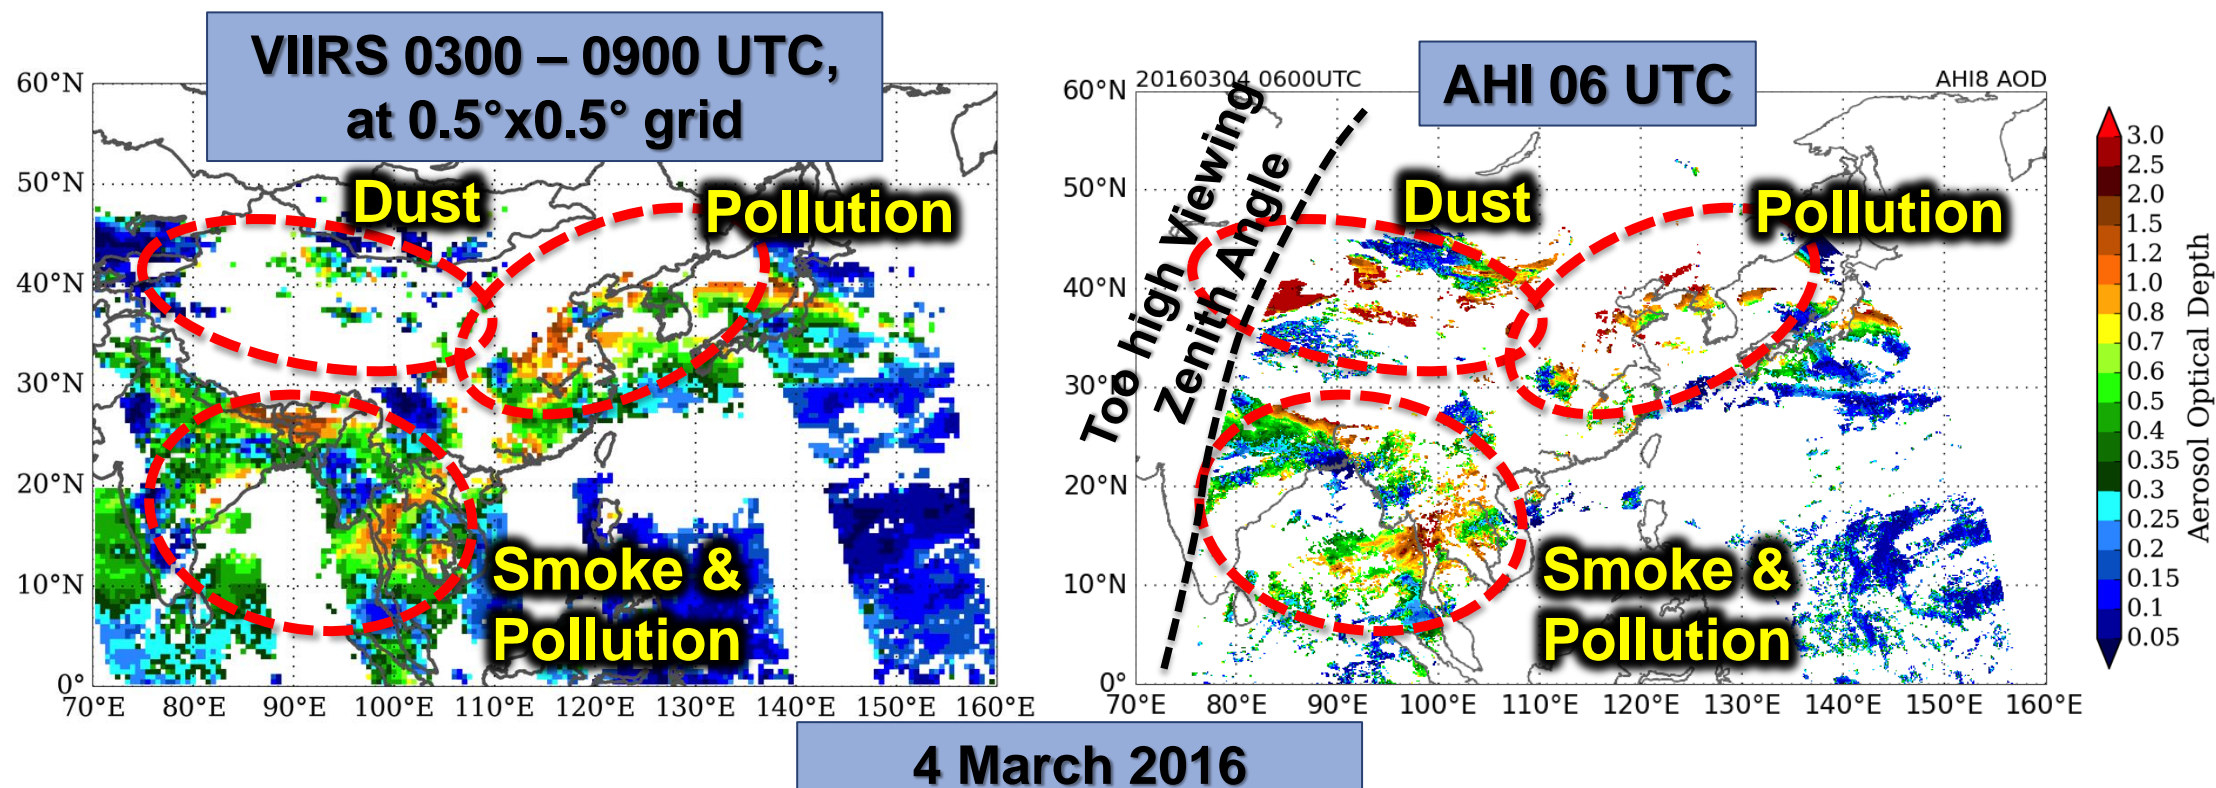 VIIRS 0300 – 0900 UTC,
at 0.5°x0.5° grid
60°N
50°N
40°N
30°N
20°N
10°N
0°
70°E 80°E 90°E 100°E 110°E 120°E 130°E 140°E 150°E 160°E
Dust
Pollution
Smoke &
Pollution
20160304 0600UTC
AHI8 AOD
AHI 06 UTC
60°N
50°N
40°N
30°N
20°N
10°N
0°
70°E 80°E 90°E 100°E 110°E 120°E 130°E 140°E 150°E 160°E
Too high Viewing
Zenith Angle
Dust
Pollution
Smoke &
Pollution
3.0
2.5
2.0
1.5
1.2
1.0
0.8
0.7
0.6
0.5
0.4
0.35
0.3
0.25
0.2
0.15
0.1
0.05
Aerosol Optical Depth
4 March 2016